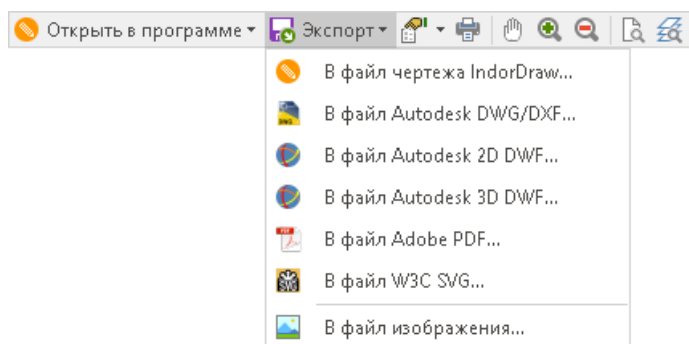 Открыть в программе Экспорт
В файл чертежа IndorDraw...
В файл Autodesk DWG/DXF...
В файл Autodesk 2D DWF...
В файл Autodesk 3D DWF...
В файл Adobe PDF...
В файл W3C SVG...
В файл изображения...